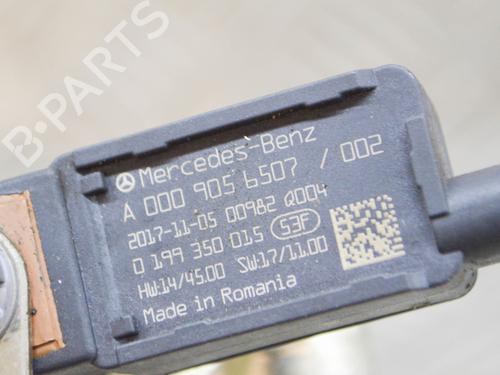 B-PARTS
Mercedes-Benz
A 000 905 6507 / 002
2017-11-05 00982 Q004
0 199 350 015 S3F
HW:14/45.00 SW:17/11.00
Made in Romania